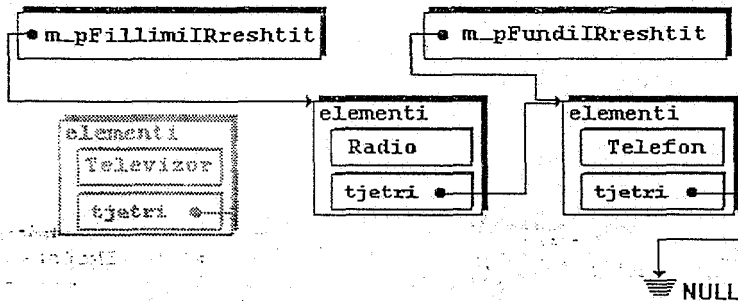 m_pFillimiIRreshtit
m_pFundiIRreshtit
elementi
Televizor
tjetri
elementi
Radio
tjetri
elementi
Telefon
tjetri
NULL